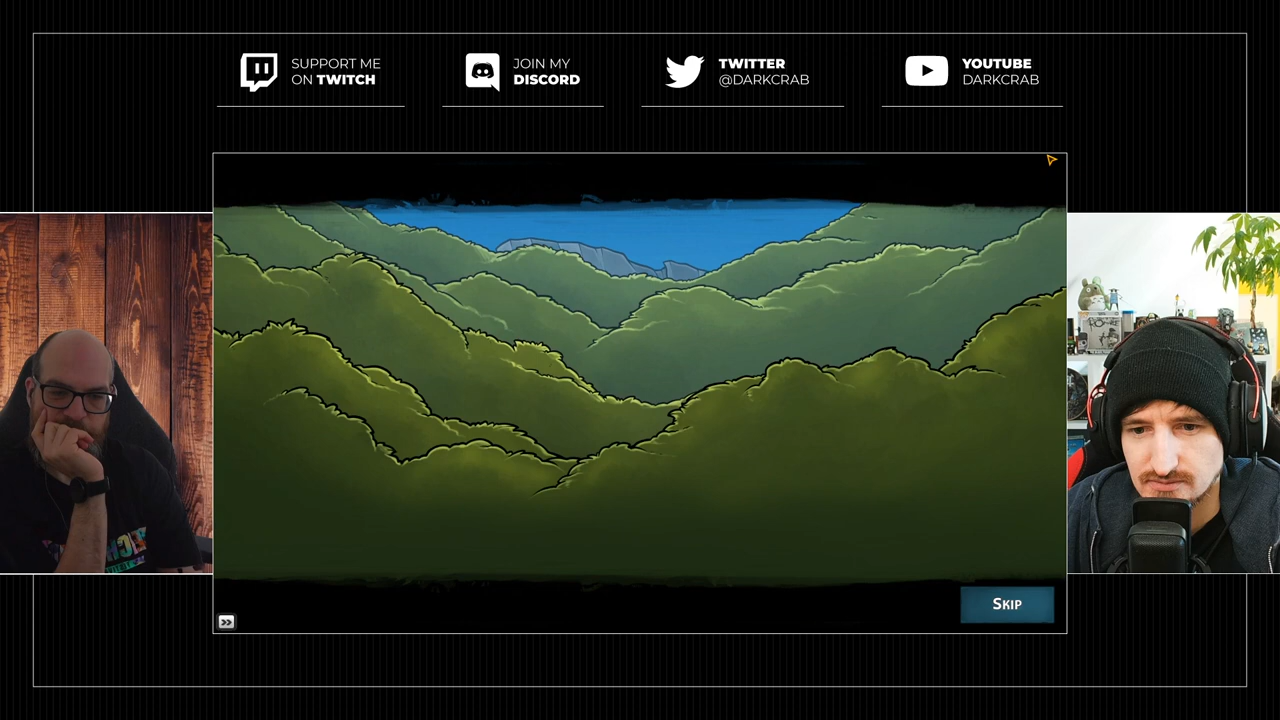 SUPPORT ME
ON TWITCH
JOIN MY
DISCORD
TWITTER
@DARKCRAB
YOUTUBE
DARKCRAB
SKIP